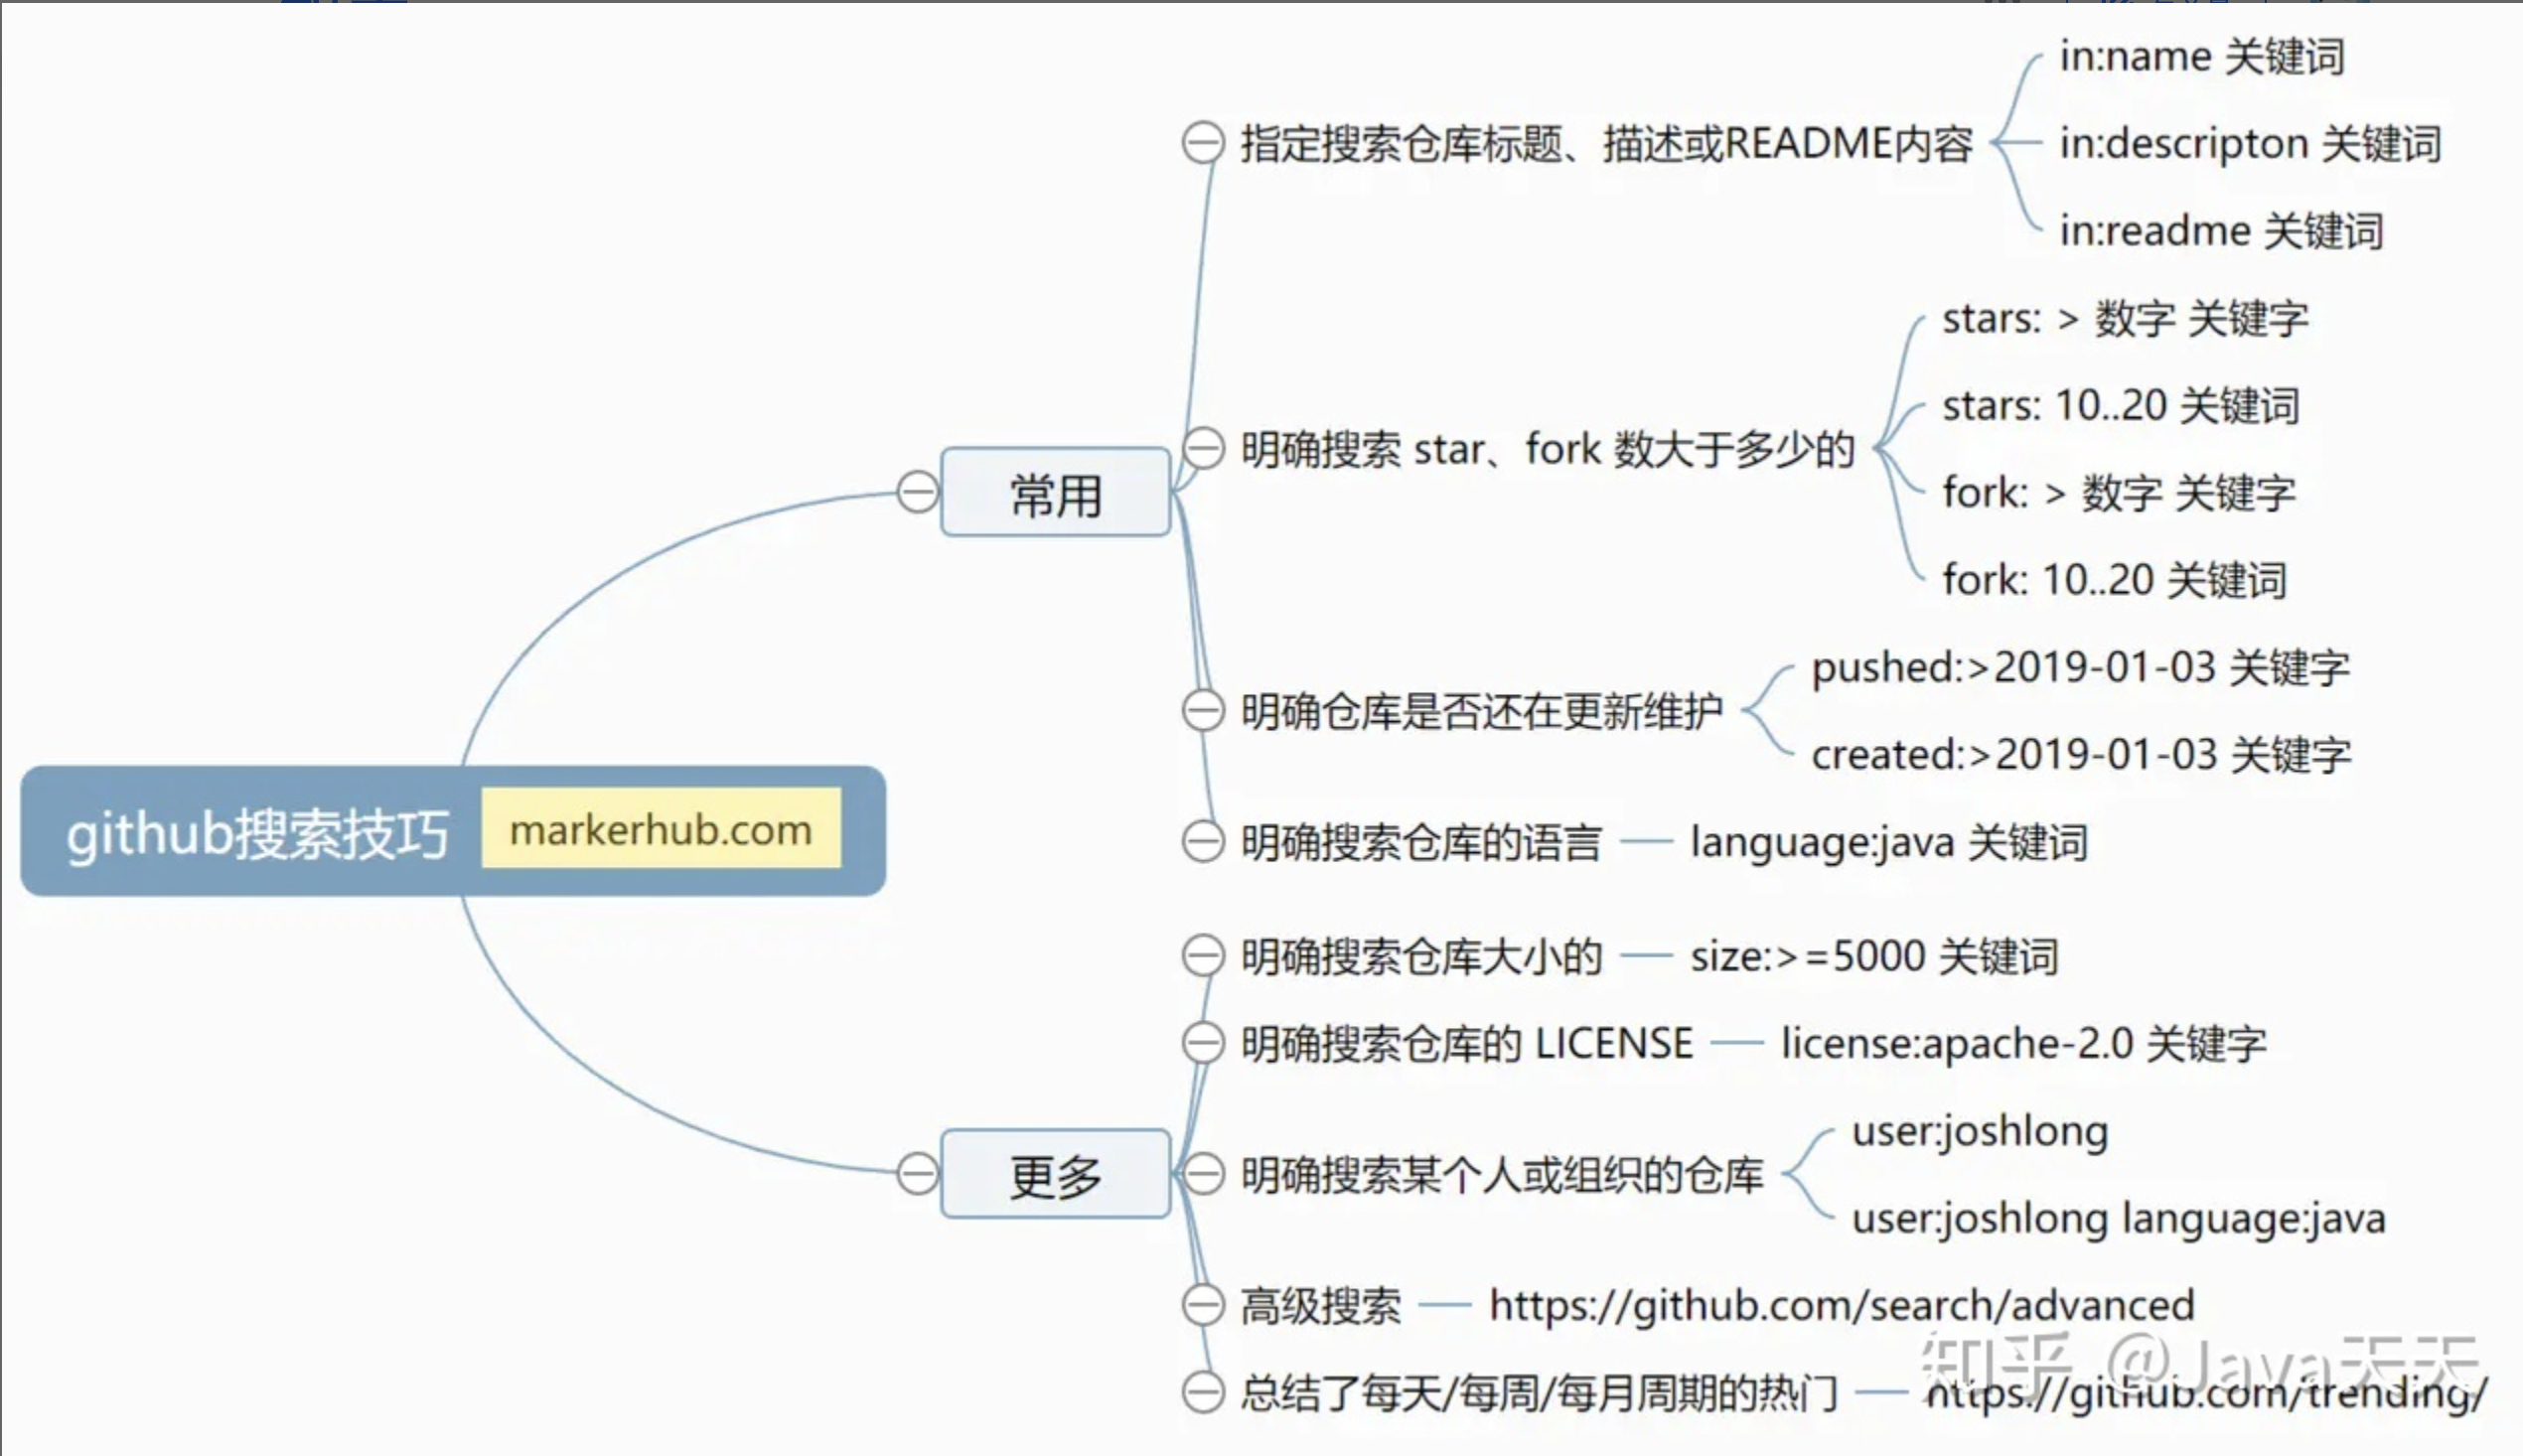 github搜索技巧
markerhub.com
常用
指定搜索仓库标题、描述或README内容
in:name 关键词
in:descripton 关键词
in:readme 关键词
明确搜索 star、fork 数大于多少的
stars: > 数字 关键字
stars: 10..20 关键词
fork: > 数字 关键字
fork: 10..20 关键词
明确仓库是否还在更新维护
pushed:>2019-01-03 关键字
created:>2019-01-03 关键字
明确搜索仓库的语言
language:java 关键词
更多
明确搜索仓库大小的
size:>=5000 关键词
明确搜索仓库的 LICENSE
license:apache-2.0 关键字
明确搜索某个人或组织的仓库
user:joshlong
user:joshlong language:java
高级搜索
https://github.com/search/advanced
总结了每天/每周/每月周期的热门
https://github.com/trending/
知乎 @Java天天